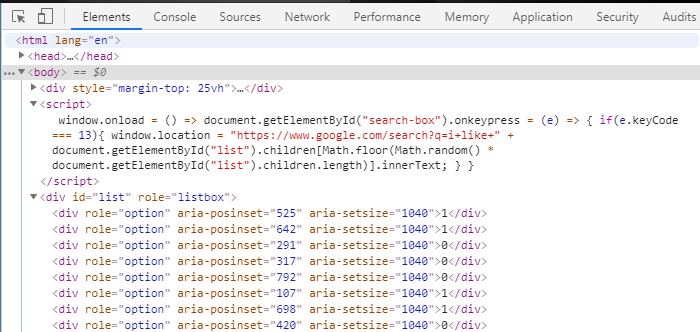 Elements Console Sources Network Performance Memory Application Security Audits
<html lang="en">
<head>…</head>
…<body> == $0
<div style="margin-top: 25vh">…</div>
<script>
window.onload = () => document.getElementById("search-box").onkeypress = (e) => { if(e.keyCode
=== 13){ window.location = "https://www.google.com/search?q=i+like+" +
document.getElementById("list").children[Math.floor(Math.random() *
document.getElementById("list").children.length)].innerText; } }
</script>
<div id="list" role="listbox">
<div role="option" aria-posinset="525" aria-setsize="1040">1</div>
<div role="option" aria-posinset="642" aria-setsize="1040">1</div>
<div role="option" aria-posinset="291" aria-setsize="1040">0</div>
<div role="option" aria-posinset="317" aria-setsize="1040">0</div>
<div role="option" aria-posinset="792" aria-setsize="1040">0</div>
<div role="option" aria-posinset="107" aria-setsize="1040">1</div>
<div role="option" aria-posinset="698" aria-setsize="1040">1</div>
<div role="option" aria-posinset="420" aria-setsize="1040">0</div>